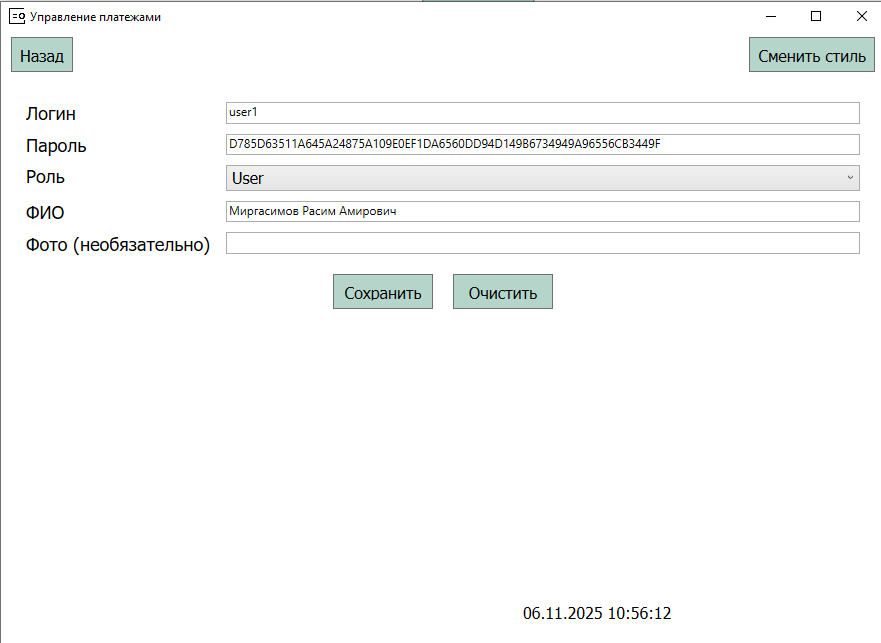 Управление платежами
Назад
Сменить стиль
Логин user1
Пароль D785D63511A645A24875A109E0EF1DA6560DD94D149B6734949A96556CB3449F
Роль User
ФИО Миргасимов Расим Амирович
Фото (необязательно)
Сохранить Очистить
06.11.2025 10:56:12